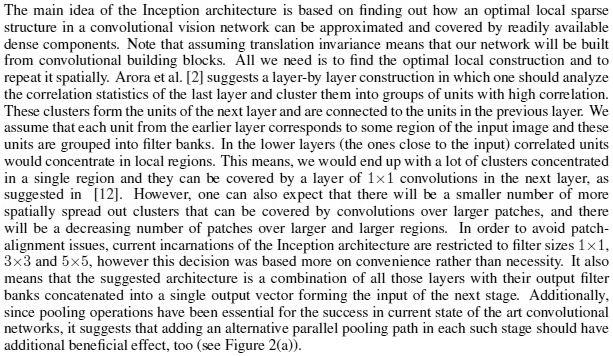 The main idea of the Inception architecture is based on finding out how an optimal local sparse
structure in a convolutional vision network can be approximated and covered by readily available
dense components. Note that assuming translation invariance means that our network will be built
from convolutional building blocks. All we need is to find the optimal local construction and to
repeat it spatially. Arora et al. [2] suggests a layer-by layer construction in which one should analyze
the correlation statistics of the last layer and cluster them into groups of units with high correlation.
These clusters form the units of the next layer and are connected to the units in the previous layer. We
assume that each unit from the earlier layer corresponds to some region of the input image and these
units are grouped into filter banks. In the lower layers (the ones close to the input) correlated units
would concentrate in local regions. This means, we would end up with a lot of clusters concentrated
in a single region and they can be covered by a layer of 1×1 convolutions in the next layer, as
suggested in [12]. However, one can also expect that there will be a smaller number of more
spatially spread out clusters that can be covered by convolutions over larger patches, and there
will be a decreasing number of patches over larger and larger regions. In order to avoid patch-
alignment issues, current incarnations of the Inception architecture are restricted to filter sizes 1×1,
3×3 and 5×5, however this decision was based more on convenience rather than necessity. It also
means that the suggested architecture is a combination of all those layers with their output filter
banks concatenated into a single output vector forming the input of the next stage. Additionally,
since pooling operations have been essential for the success in current state of the art convolutional
networks, it suggests that adding an alternative parallel pooling path in each such stage should have
additional beneficial effect, too (see Figure 2(a)).